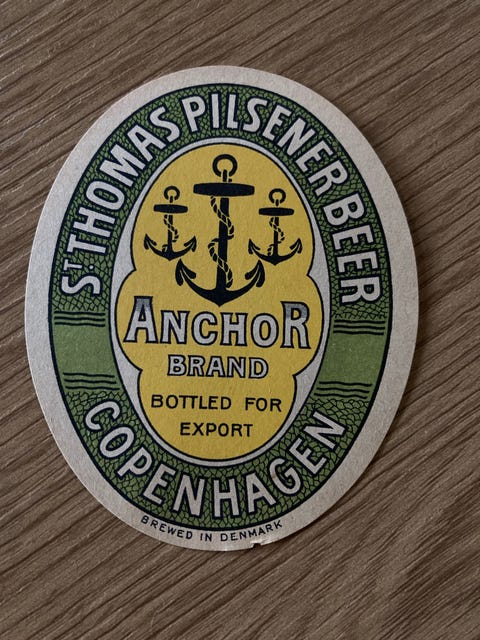 ST THOMAS PILSENER BEER
ANCHOR
BRAND
BOTTLED FOR
EXPORT
COPENHAGEN
BREWED IN DENMARK